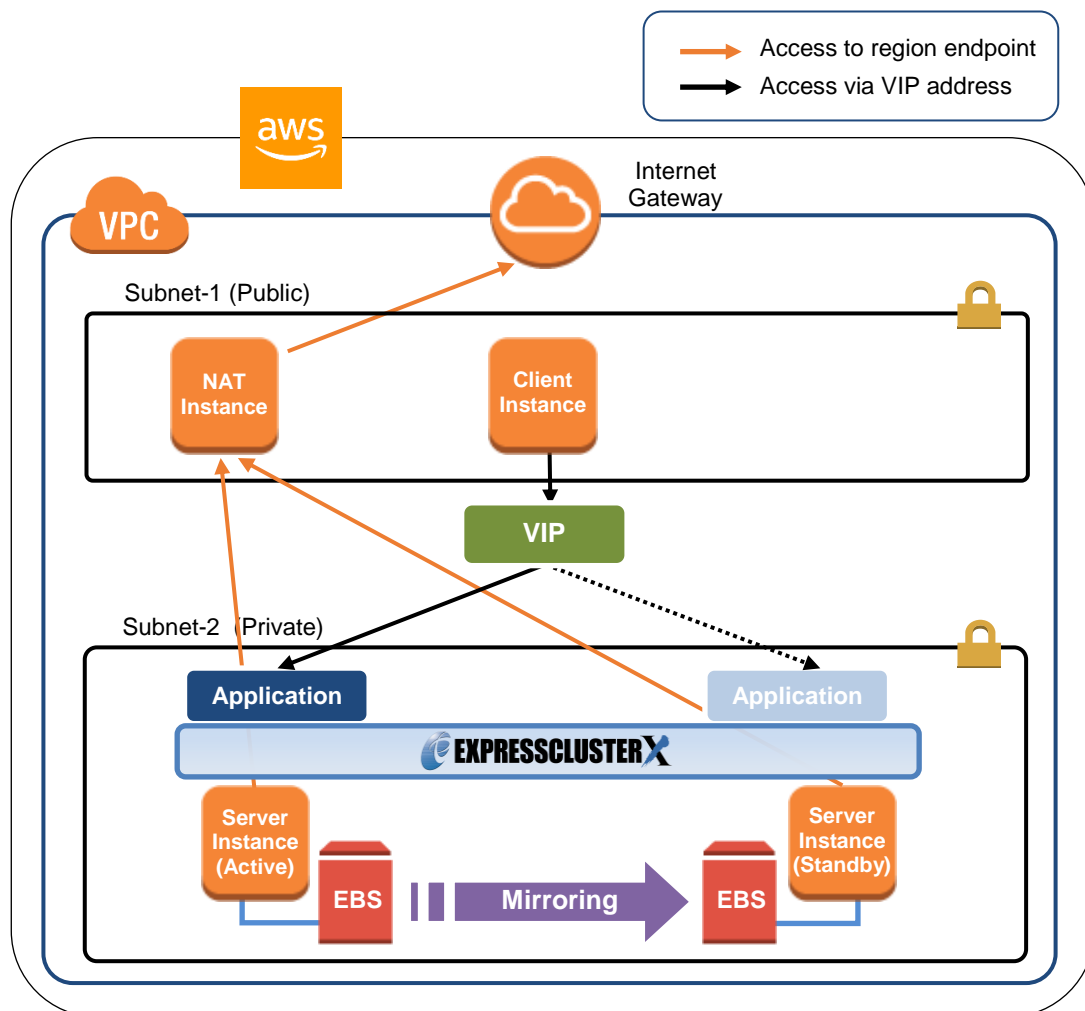 Access to region endpoint
Access via VIP address
aws
Internet
Gateway
VPC
Subnet-1 (Public)
NAT
Instance
Client
Instance
VIP
Subnet-2 (Private)
Application
Application
EXPRESSCLUSTER X
Server
Instance
(Active)
Server
Instance
(Standby)
EBS
Mirroring
EBS